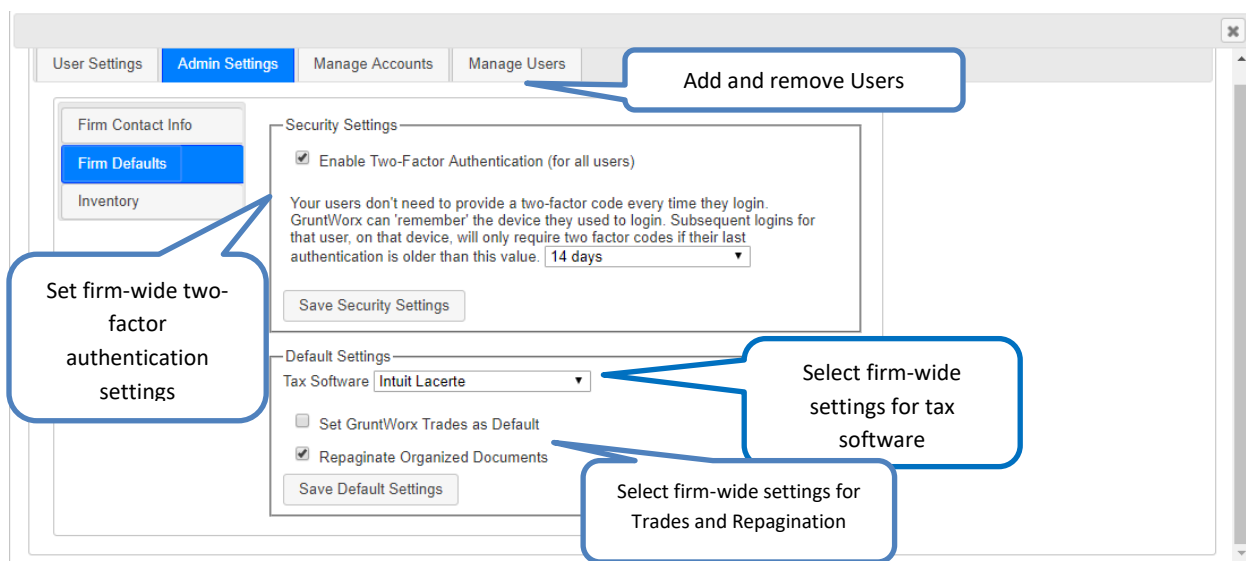 User Settings
Admin Settings
Manage Accounts
Manage Users
Add and remove Users
Firm Contact Info
Firm Defaults
Inventory
Security Settings
Enable Two-Factor Authentication (for all users)
Your users don't need to provide a two-factor code every time they login.
GruntWorx can 'remember' the device they used to login. Subsequent logins for
that user, on that device, will only require two factor codes if their last
authentication is older than this value. 14 days
Save Security Settings
Set firm-wide two-
factor
authentication
settings
Default Settings
Tax Software Intuit Lacerte
Set GruntWorx Trades as Default
Repaginate Organized Documents
Save Default Settings
Select firm-wide
settings for tax
software
Select firm-wide settings for
Trades and Repagination